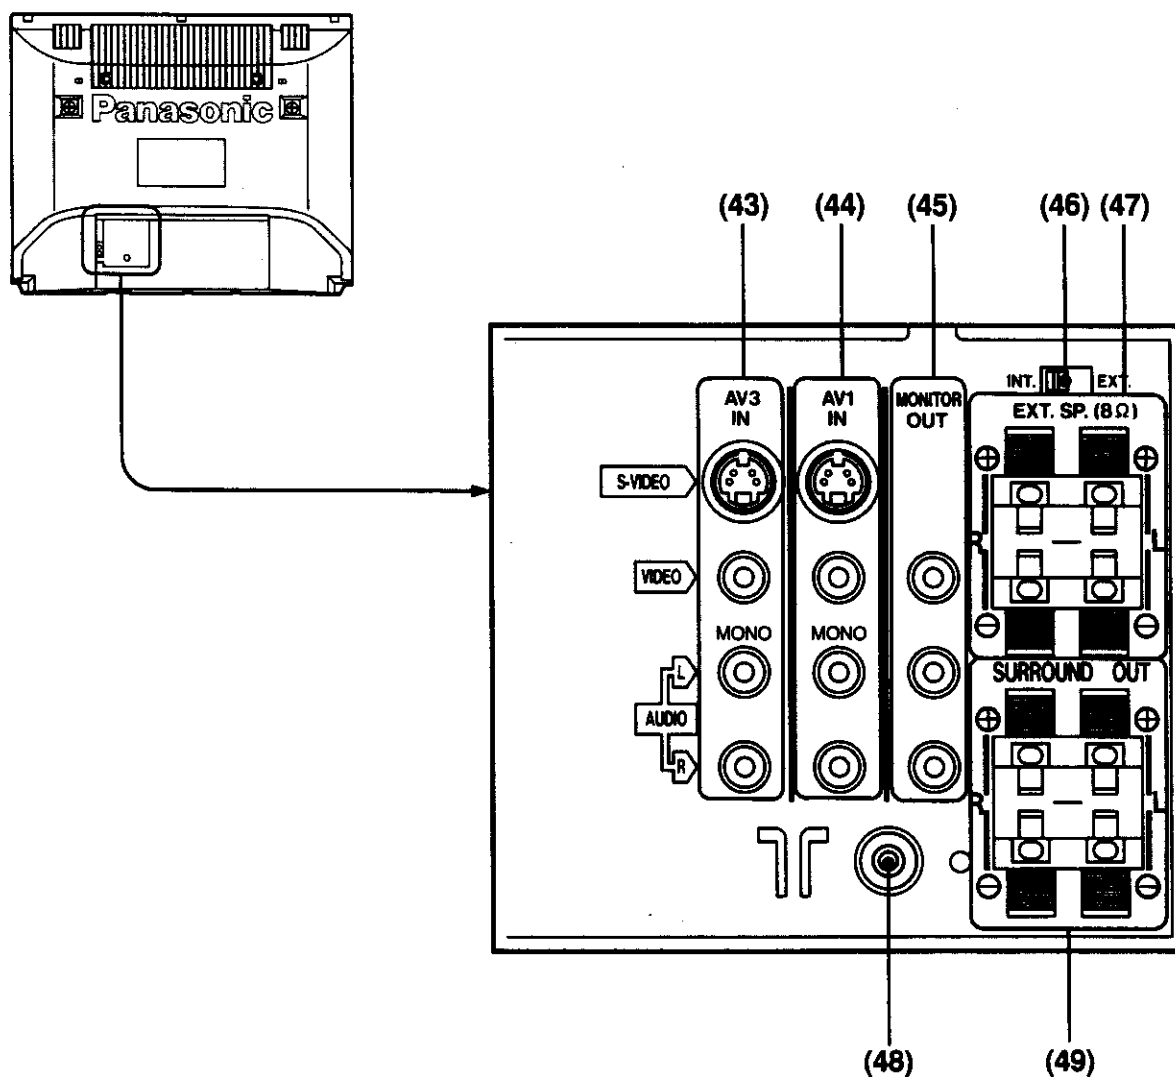 Panasonic
(43) (44) (45) (46) (47)
INT. EXT.
AV3 IN
AV1 IN
MONITOR OUT
EXT. SP. (8Ω)
S-VIDEO
R L
VIDEO
MONO MONO
L
SURROUND OUT
AUDIO
R
R L
(48) (49)